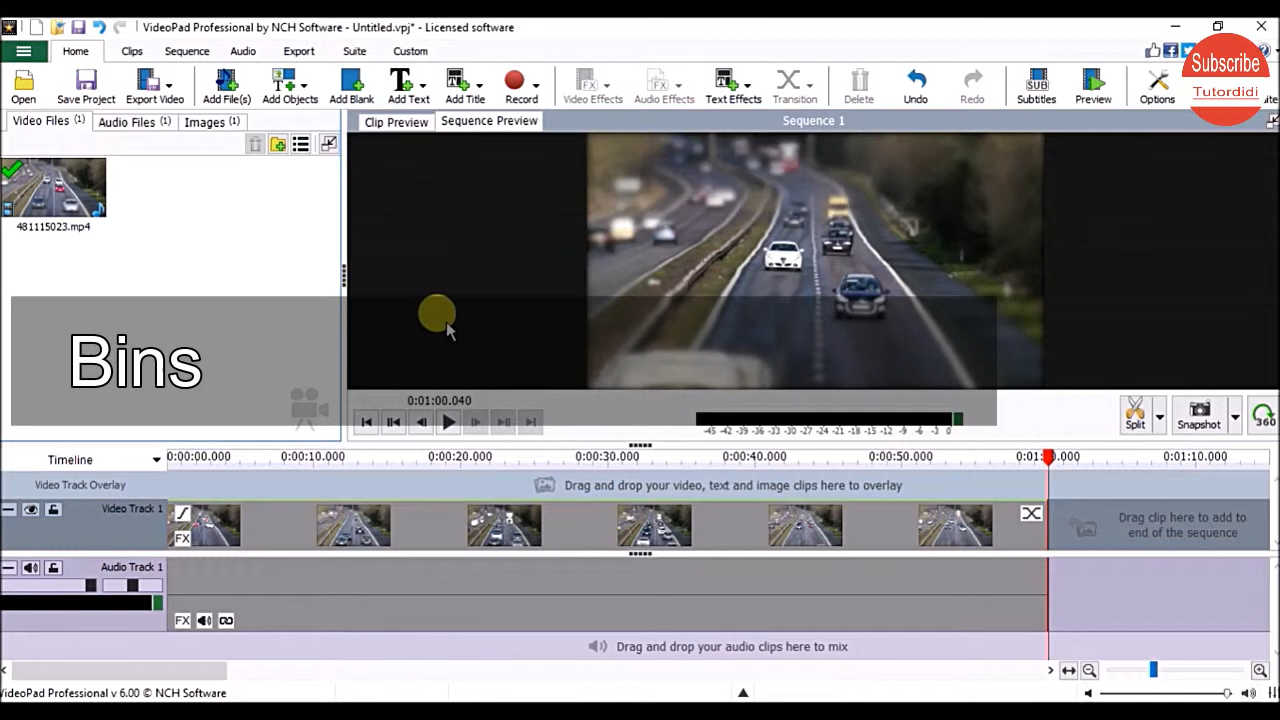 VideoPad Professional by NCH Software - Untitled.vpj* - Licensed software
Home Clips Sequence Audio Export Suite Custom
Subscribe
Tutordidi
Open Save Project Export Video Add File(s) Add Objects Add Blank Add Text Add Title Record Video Effects Audio Effects Text Effects Transition Delete Undo Redo Subtitles Preview Options
SUB
Video Files (1) Audio Files (1) Images (1)
Clip Preview Sequence Preview Sequence 1
481115023.mp4
Bins
0:01:00.040
-45 -42 -39 -36 -33 -30 -27 -24 -21 -18 -15 -12 -9 -6 -3 0
Split Snapshot 360
Timeline 0:00:00.000 0:00:10.000 0:00:20.000 0:00:30.000 0:00:40.000 0:00:50.000 0:01:10.000
Video Track Overlay Drag and drop your video, text and image clips here to overlay
Video Track 1
FX
Drag clip here to add to
end of the sequence
Audio Track 1
FX
Drag and drop your audio clips here to mix
VideoPad Professional v 6.00 © NCH Software